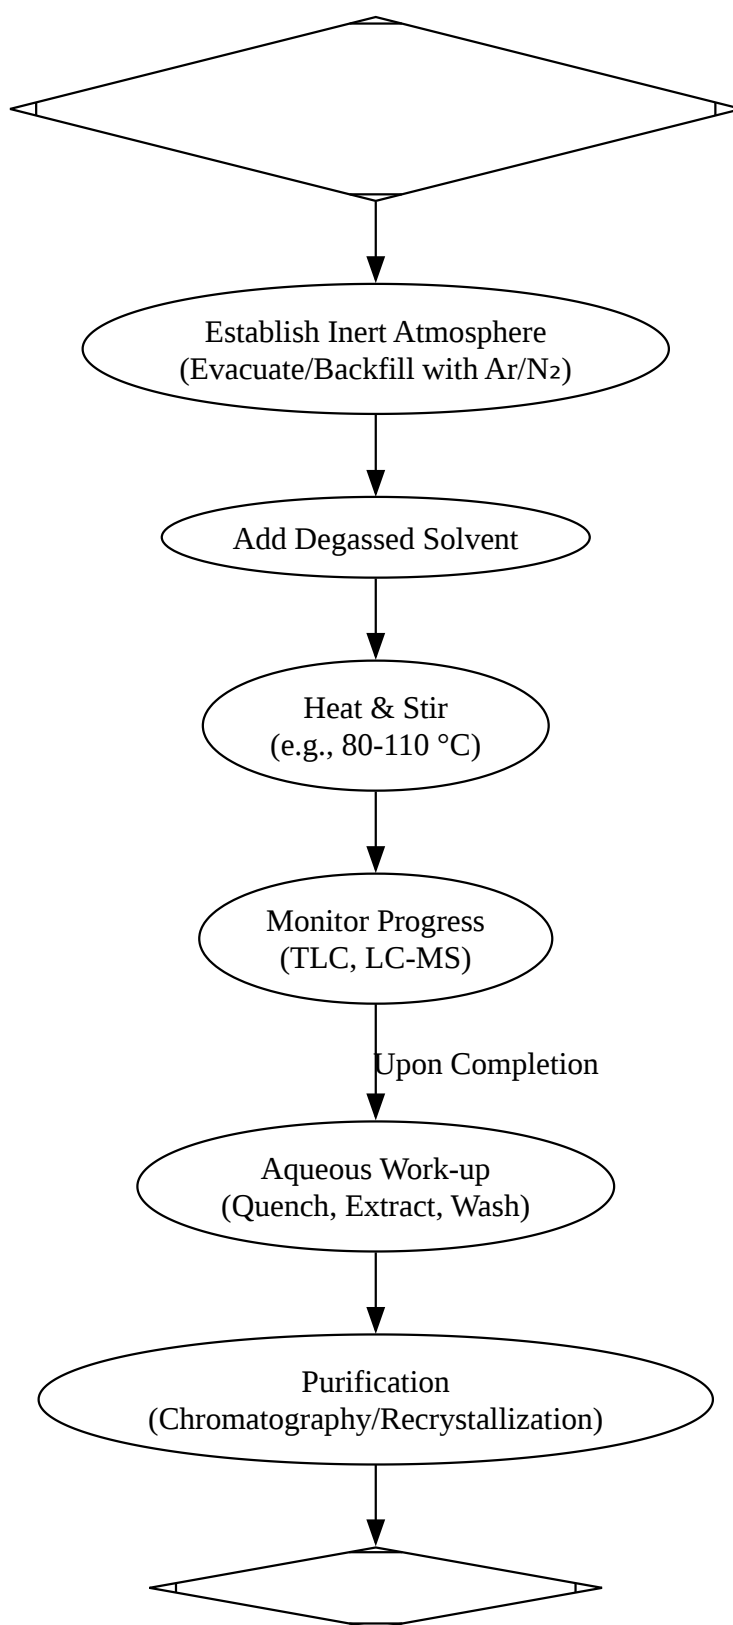 Establish Inert Atmosphere
(Evacuate/Backfill with Ar/N₂)
Add Degassed Solvent
Heat & Stir
(e.g., 80-110 °C)
Monitor Progress
(TLC, LC-MS)
Upon Completion
Aqueous Work-up
(Quench, Extract, Wash)
Purification
(Chromatography/Recrystallization)